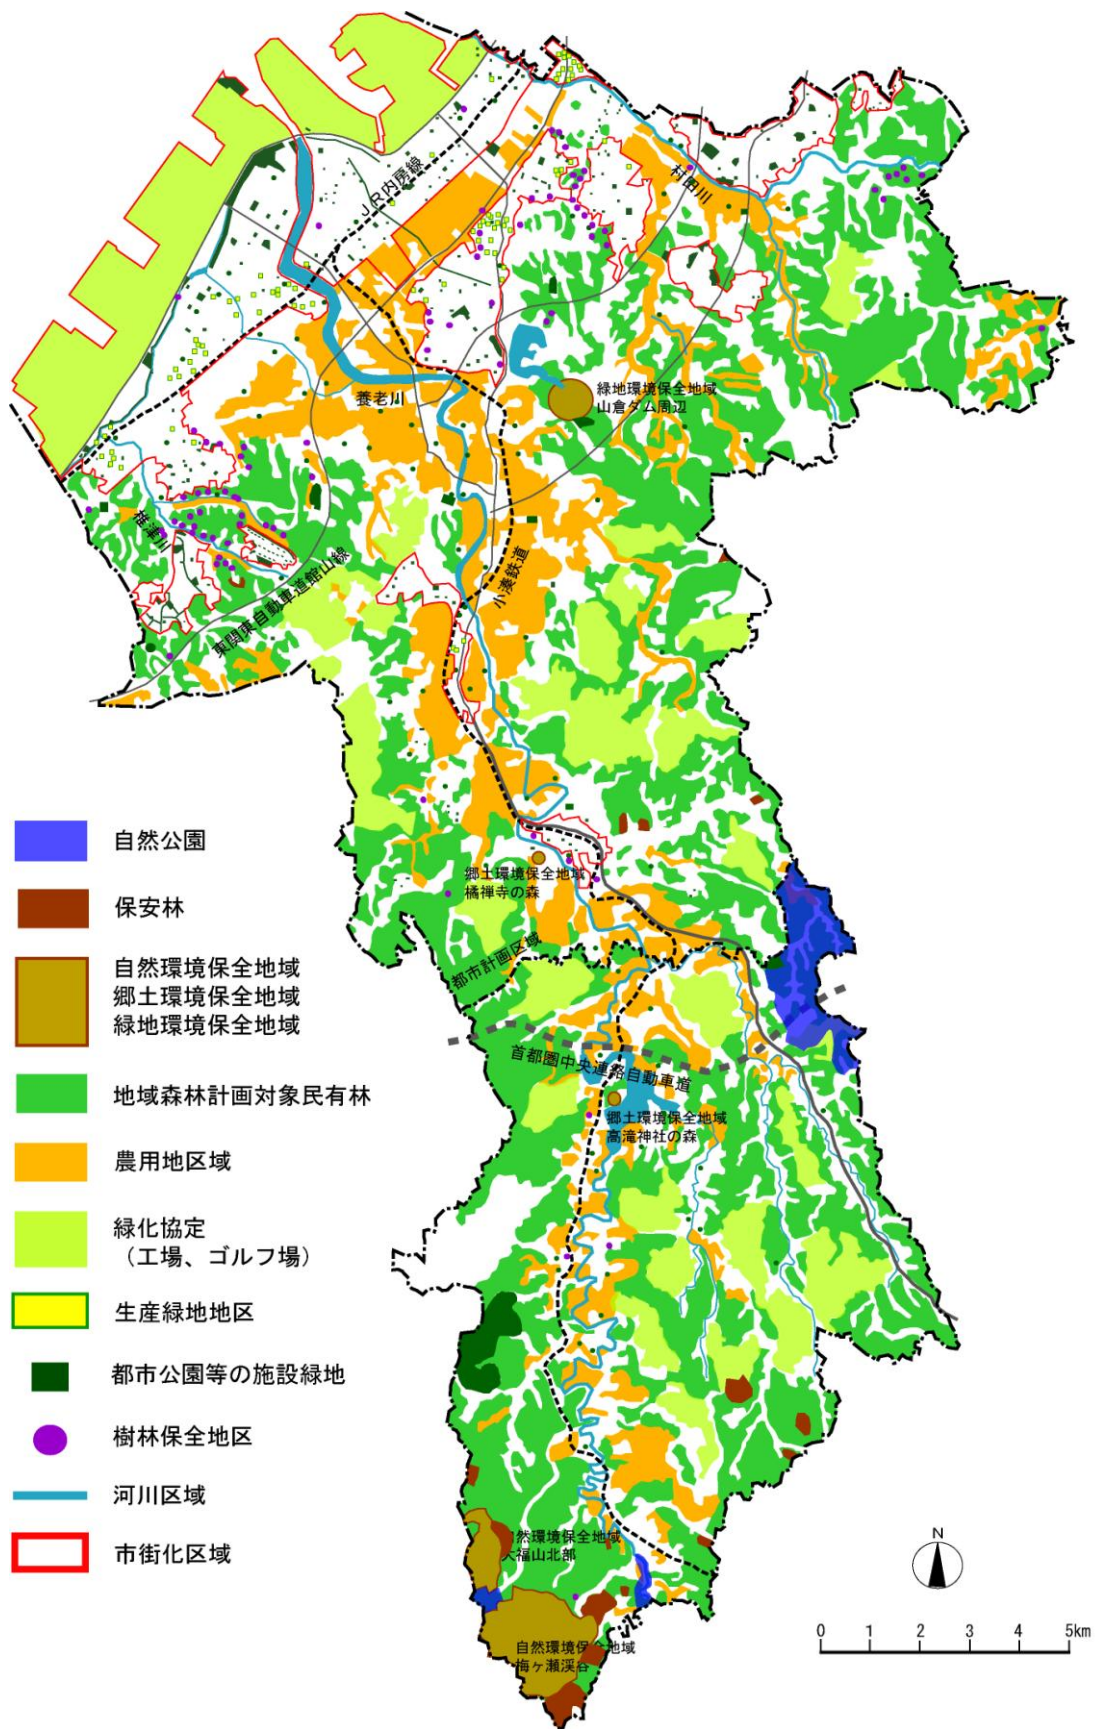 JR内房線
村田川
養老川
緑地環境保全地域
山倉ダム周辺
椎津川
東関東自動車道館山線
小湊鉄道
郷土環境保全地域
橘禅寺の森
都市計画区域
首都圏中央連絡自動車道
郷土環境保全地域
高滝神社の森
自然環境保全地域
大福山北部
自然環境保全地域
梅ヶ瀬渓谷
自然公園
保安林
自然環境保全地域
郷土環境保全地域
緑地環境保全地域
地域森林計画対象民有林
農用地区域
緑化協定
（工場、ゴルフ場）
生産緑地地区
都市公園等の施設緑地
樹林保全地区
河川区域
市街化区域
N
0 1 2 3 4 5km